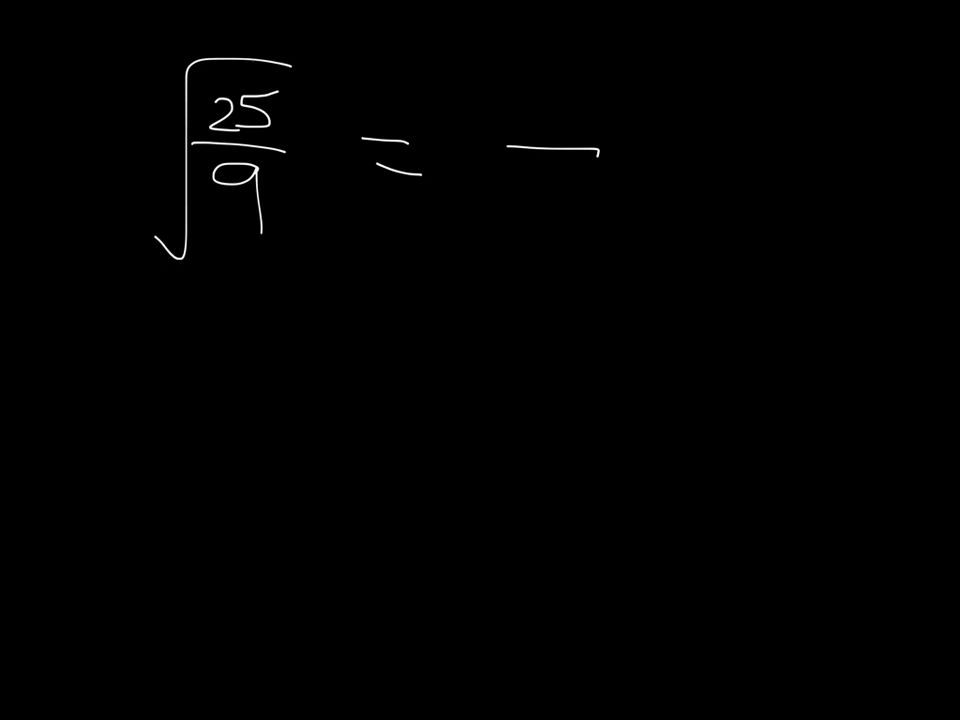 √(25/9) = —